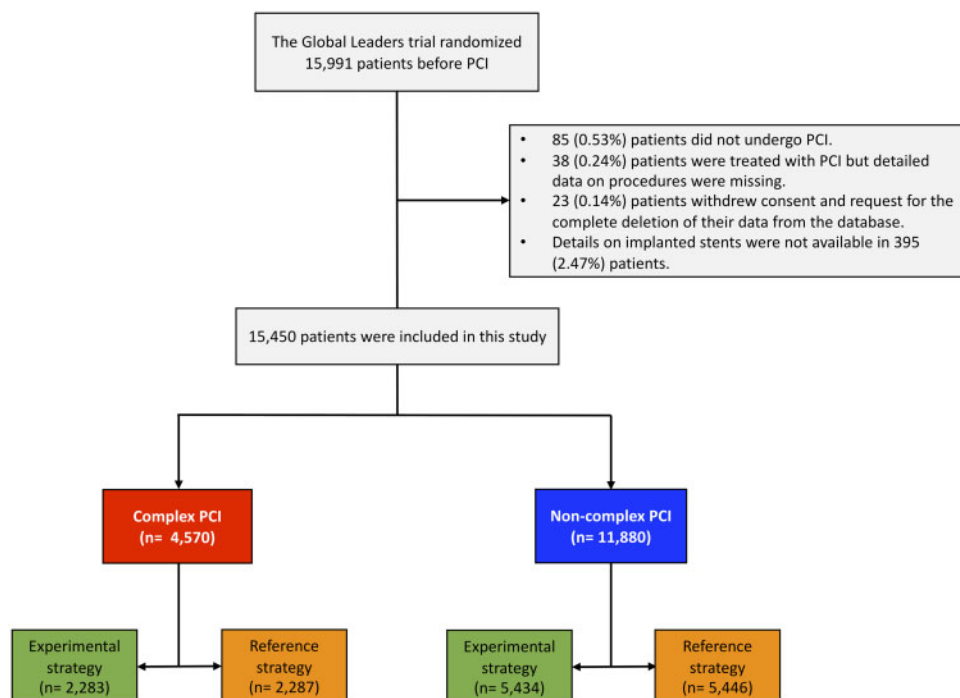 The Global Leaders trial randomized
15,991 patients before PCI
• 85 (0.53%) patients did not undergo PCI.
• 38 (0.24%) patients were treated with PCI but detailed
data on procedures were missing.
• 23 (0.14%) patients withdrew consent and request for the
complete deletion of their data from the database.
• Details on implanted stents were not available in 395
(2.47%) patients.
15,450 patients were included in this study
Complex PCI
(n= 4,570)
Non-complex PCI
(n= 11,880)
Experimental
strategy
(n= 2,283)
Reference
strategy
(n= 2,287)
Experimental
strategy
(n= 5,434)
Reference
strategy
(n= 5,446)